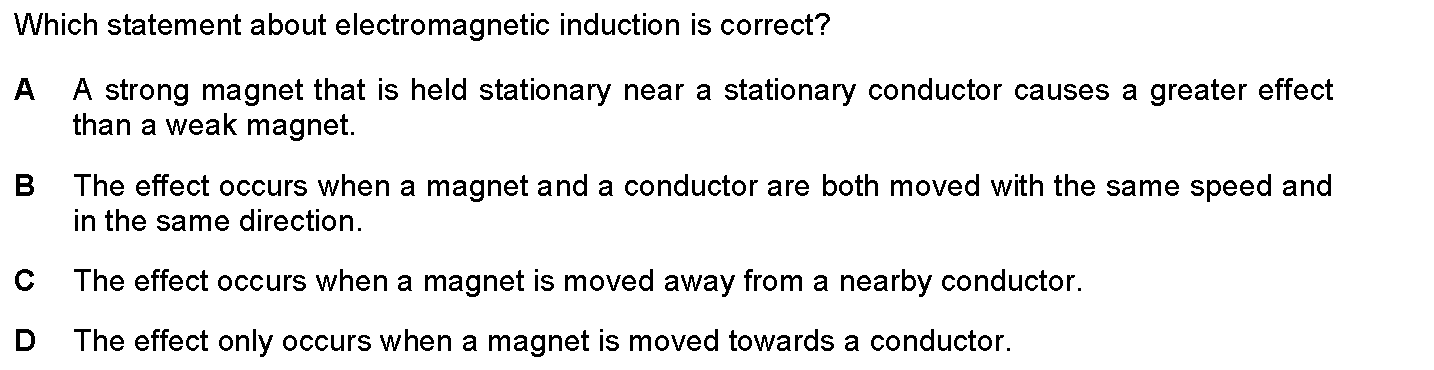 Which statement about electromagnetic induction is correct?
A A strong magnet that is held stationary near a stationary conductor causes a greater effect
than a weak magnet.
B The effect occurs when a magnet and a conductor are both moved with the same speed and
in the same direction.
C The effect occurs when a magnet is moved away from a nearby conductor.
D The effect only occurs when a magnet is moved towards a conductor.